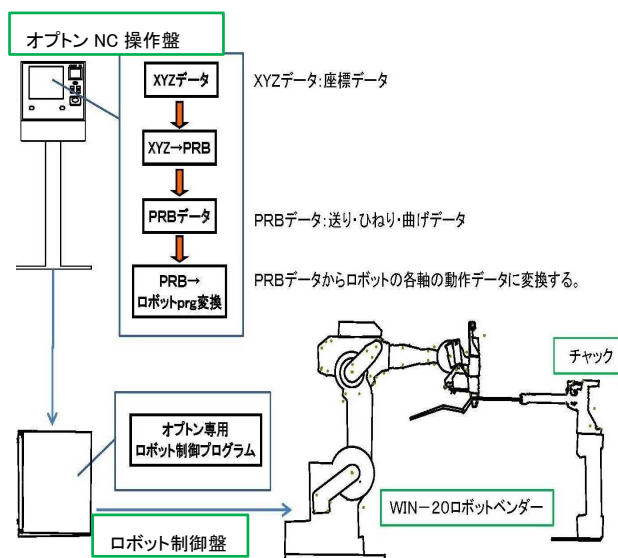 オプトン NC 操作盤
XYZデータ
XYZデータ:座標データ
XYZ→PRB
PRBデータ
PRBデータ:送り・ひねり・曲げデータ
PRB→
ロボットprg変換
PRBデータからロボットの各軸の動作データに変換する。
チャック
オプトン専用
ロボット制御プログラム
WIN-20ロボットベンダー
ロボット制御盤